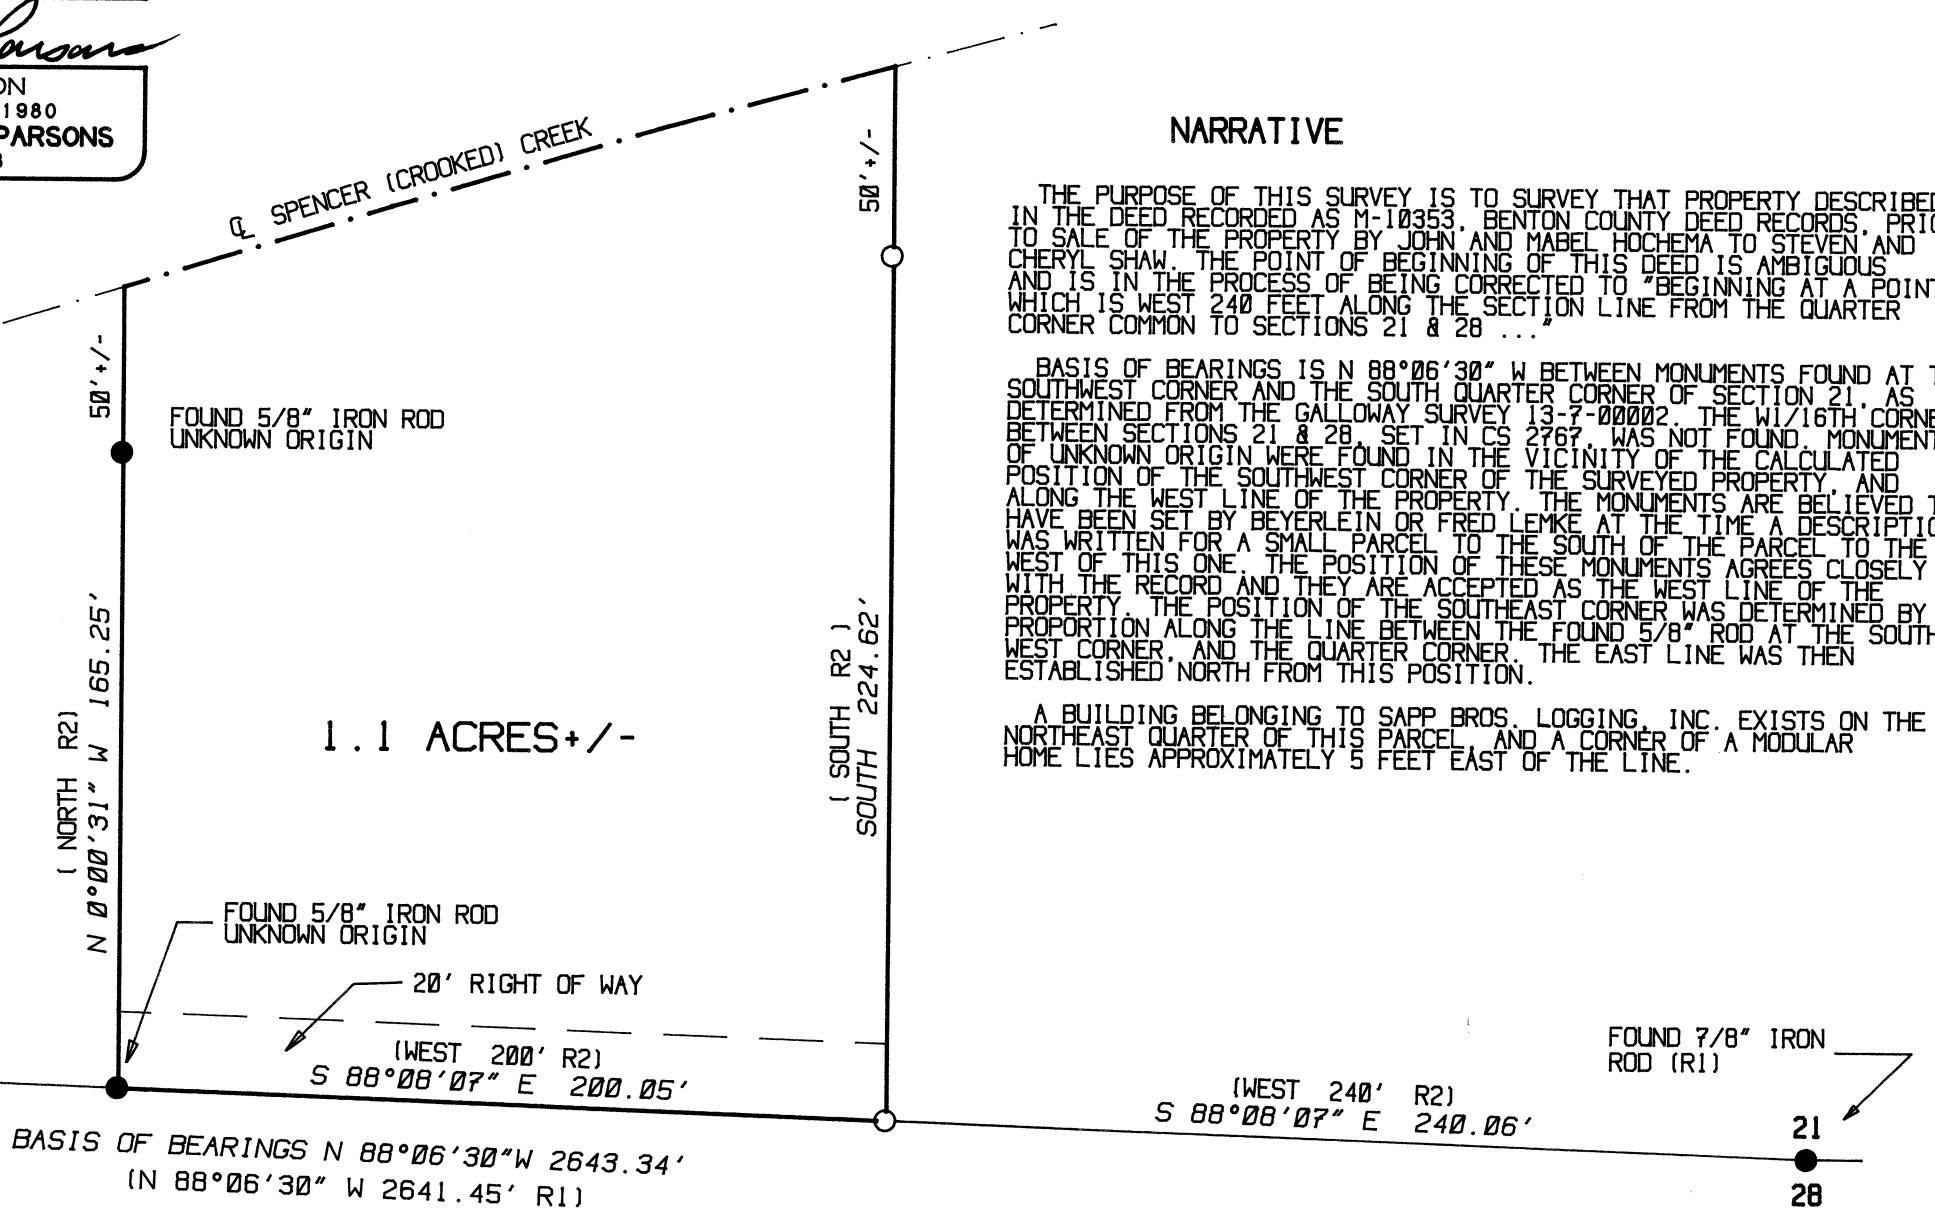 ON
1980
PARSONS
℄ SPENCER (CROOKED) CREEK
50'+/-
50'+/-
FOUND 5/8" IRON ROD
UNKNOWN ORIGIN
(NORTH R2)
N 0°00'31" W 165.25'
1.1 ACRES+/-
(SOUTH R2)
SOUTH 224.62'
FOUND 5/8" IRON ROD
UNKNOWN ORIGIN
20' RIGHT OF WAY
(WEST 200' R2)
S 88°08'07" E 200.05'
BASIS OF BEARINGS N 88°06'30"W 2643.34'
(N 88°06'30" W 2641.45' R1)
NARRATIVE
THE PURPOSE OF THIS SURVEY IS TO SURVEY THAT PROPERTY DESCRIBED
IN THE DEED RECORDED AS M-10353, BENTON COUNTY DEED RECORDS, PRIO
TO SALE OF THE PROPERTY BY JOHN AND MABEL HOCHEMA TO STEVEN AND
CHERYL SHAW. THE POINT OF BEGINNING OF THIS DEED IS AMBIGUOUS
AND IS IN THE PROCESS OF BEING CORRECTED TO "BEGINNING AT A POINT
WHICH IS WEST 240 FEET ALONG THE SECTION LINE FROM THE QUARTER
CORNER COMMON TO SECTIONS 21 & 28 ..."
BASIS OF BEARINGS IS N 88°06'30" W BETWEEN MONUMENTS FOUND AT T
SOUTHWEST CORNER AND THE SOUTH QUARTER CORNER OF SECTION 21, AS
DETERMINED FROM THE GALLOWAY SURVEY 13-7-00002. THE W1/16TH CORNE
BETWEEN SECTIONS 21 & 28, SET IN CS 2767, WAS NOT FOUND. MONUMENT
OF UNKNOWN ORIGIN WERE FOUND IN THE VICINITY OF THE CALCULATED
POSITION OF THE SOUTHWEST CORNER OF THE SURVEYED PROPERTY, AND
ALONG THE WEST LINE OF THE PROPERTY. THE MONUMENTS ARE BELIEVED T
HAVE BEEN SET BY BEYERLEIN OR FRED LEMKE AT THE TIME A DESCRIPTIO
WAS WRITTEN FOR A SMALL PARCEL TO THE SOUTH OF THE PARCEL TO THE
WEST OF THIS ONE. THE POSITION OF THESE MONUMENTS AGREES CLOSELY
WITH THE RECORD AND THEY ARE ACCEPTED AS THE WEST LINE OF THE
PROPERTY. THE POSITION OF THE SOUTHEAST CORNER WAS DETERMINED BY
PROPORTION ALONG THE LINE BETWEEN THE FOUND 5/8" ROD AT THE SOUTH
WEST CORNER, AND THE QUARTER CORNER. THE EAST LINE WAS THEN
ESTABLISHED NORTH FROM THIS POSITION.
A BUILDING BELONGING TO SAPP BROS. LOGGING, INC. EXISTS ON THE
NORTHEAST QUARTER OF THIS PARCEL, AND A CORNER OF A MODULAR
HOME LIES APPROXIMATELY 5 FEET EAST OF THE LINE.
FOUND 7/8" IRON
ROD (R1)
(WEST 240' R2)
S 88°08'07" E 240.06'
21
28